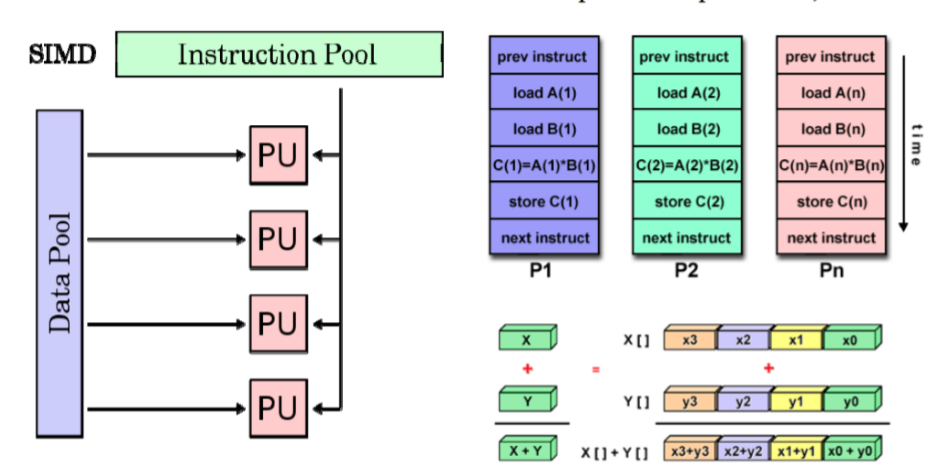 SIMD
Instruction Pool
Data Pool
PU
PU
PU
PU
prev instruct
load A(1)
load B(1)
C(1)=A(1)*B(1)
store C(1)
next instruct
P1
prev instruct
load A(2)
load B(2)
C(2)=A(2)*B(2)
store C(2)
next instruct
P2
prev instruct
load A(n)
load B(n)
C(n)=A(n)*B(n)
store C(n)
next instruct
Pn
time
X
+
Y
X + Y
=
X [ ] x3 x2 x1 x0
+
Y [ ] y3 y2 y1 y0
X [ ] + Y [ ] x3+y3 x2+y2 x1+y1 x0 + y0